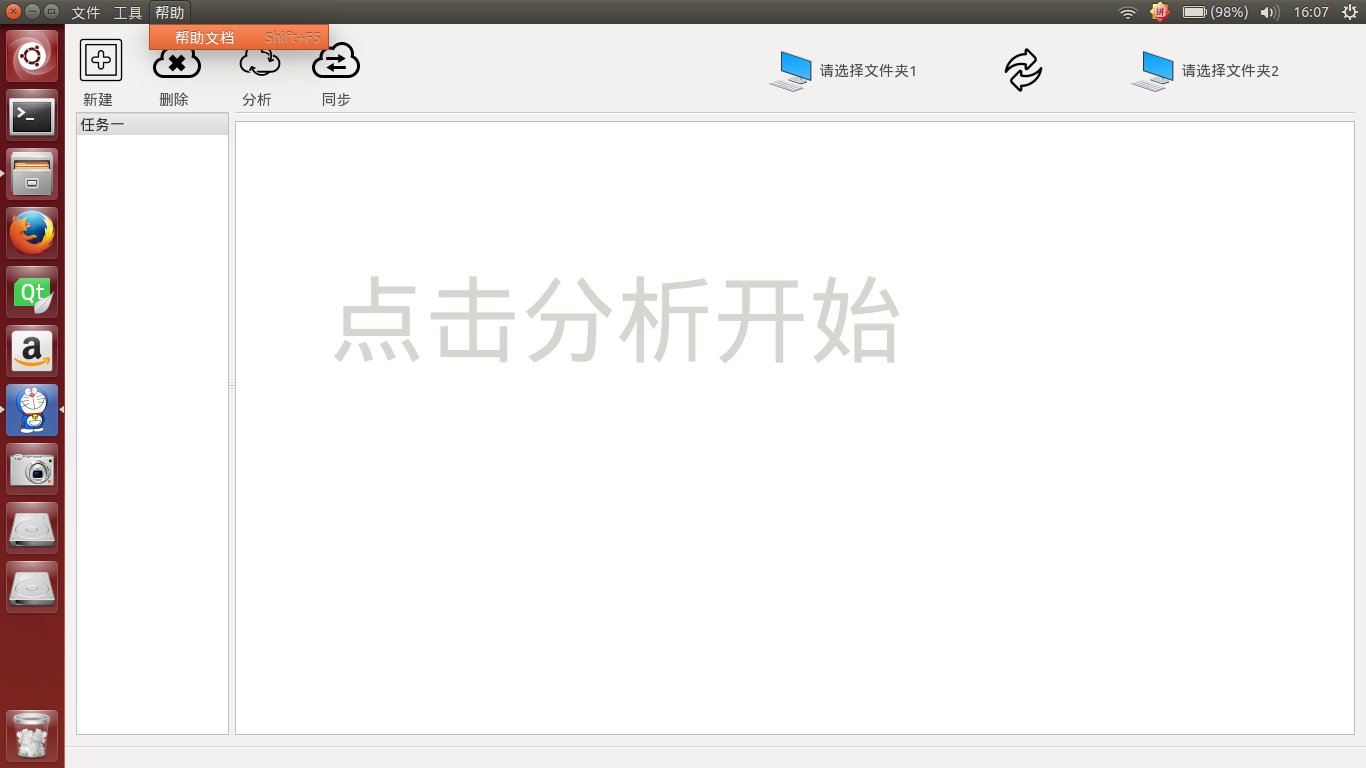 文件 工具 帮助
拼 (98%) 16:07
帮助文档 Shift+F5
新建 删除 分析 同步
请选择文件夹1 请选择文件夹2
任务一
点击分析开始
>_
Qt
a